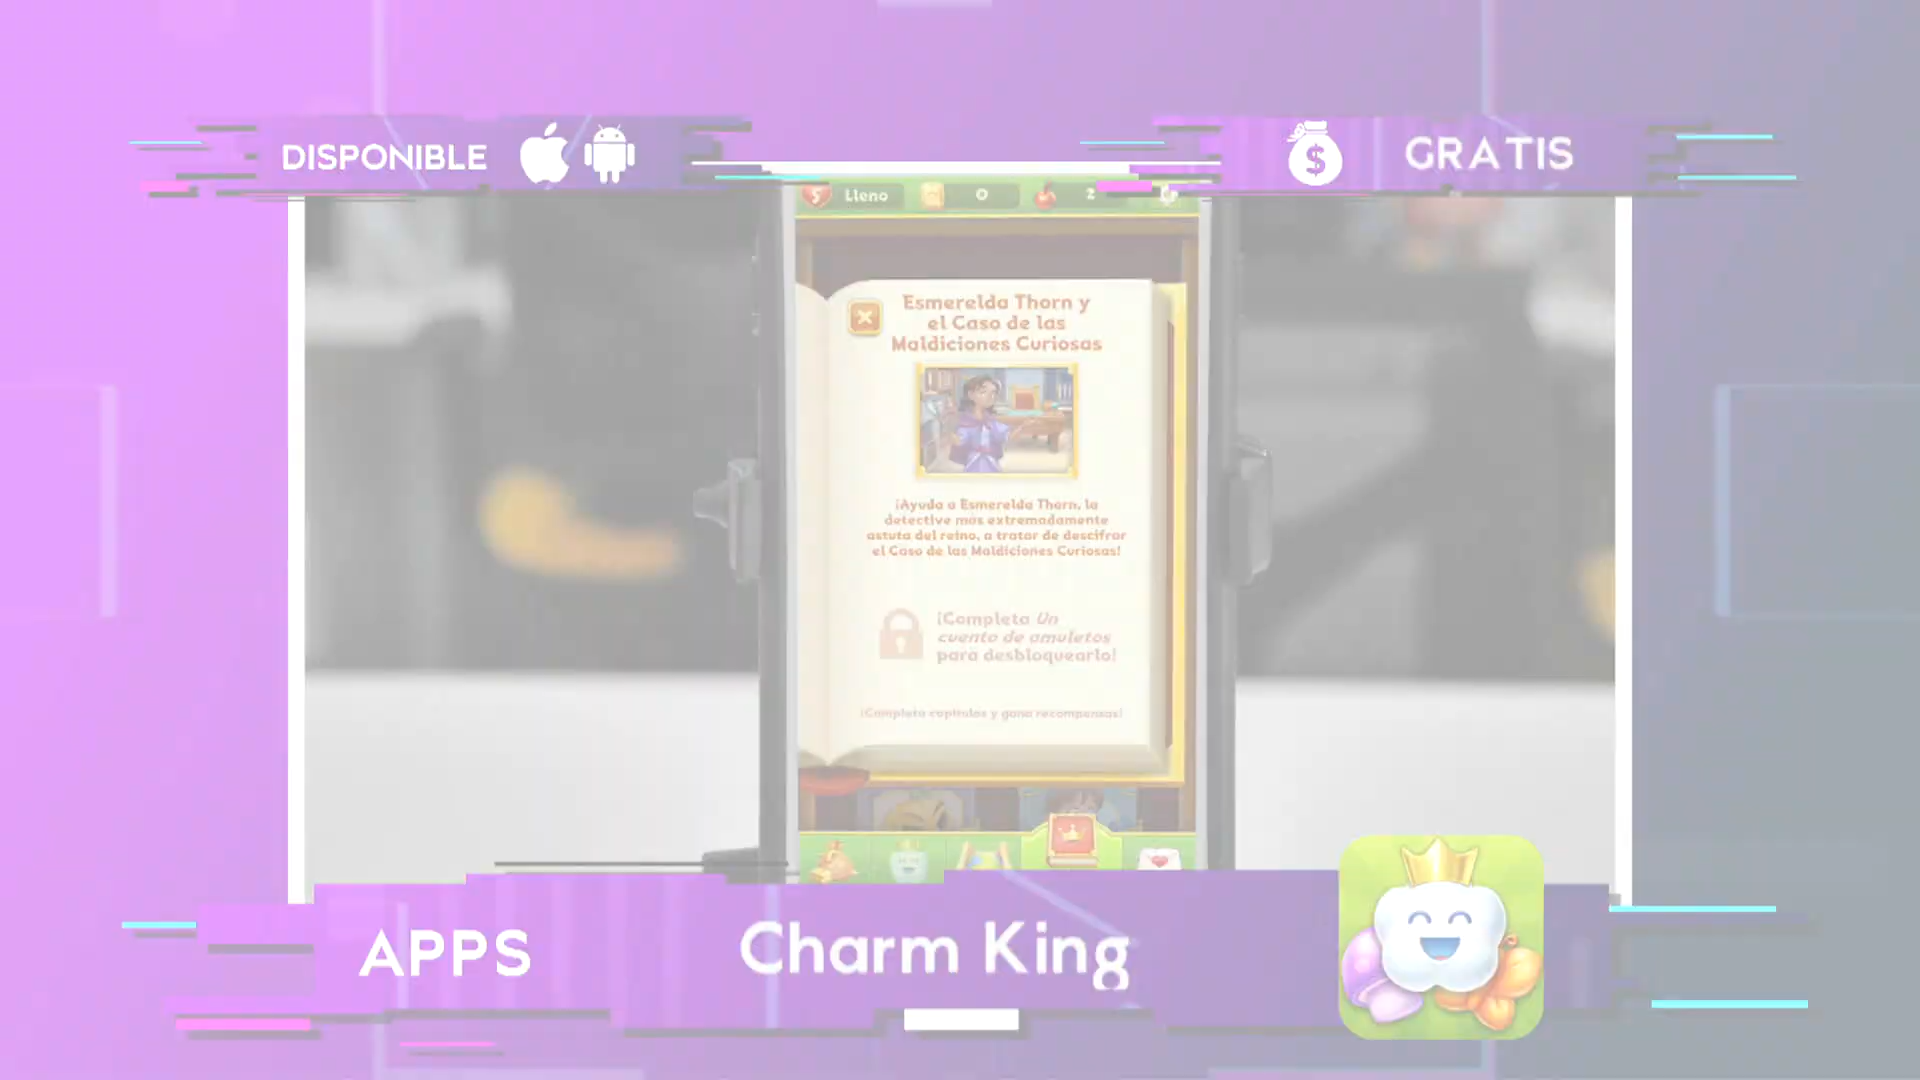 DISPONIBLE
GRATIS
5 Lleno 0 2
Esmerelda Thorn y
el Caso de las
Maldiciones Curiosas
¡Ayuda a Esmerelda Thorn, la
detective más extremadamente
astuta del reino, a tratar de descifrar
el Caso de las Maldiciones Curiosas!
¡Completa Un
cuento de amuletos
para desbloquearlo!
¡Completa capítulos y gana recompensas!
APPS
Charm King